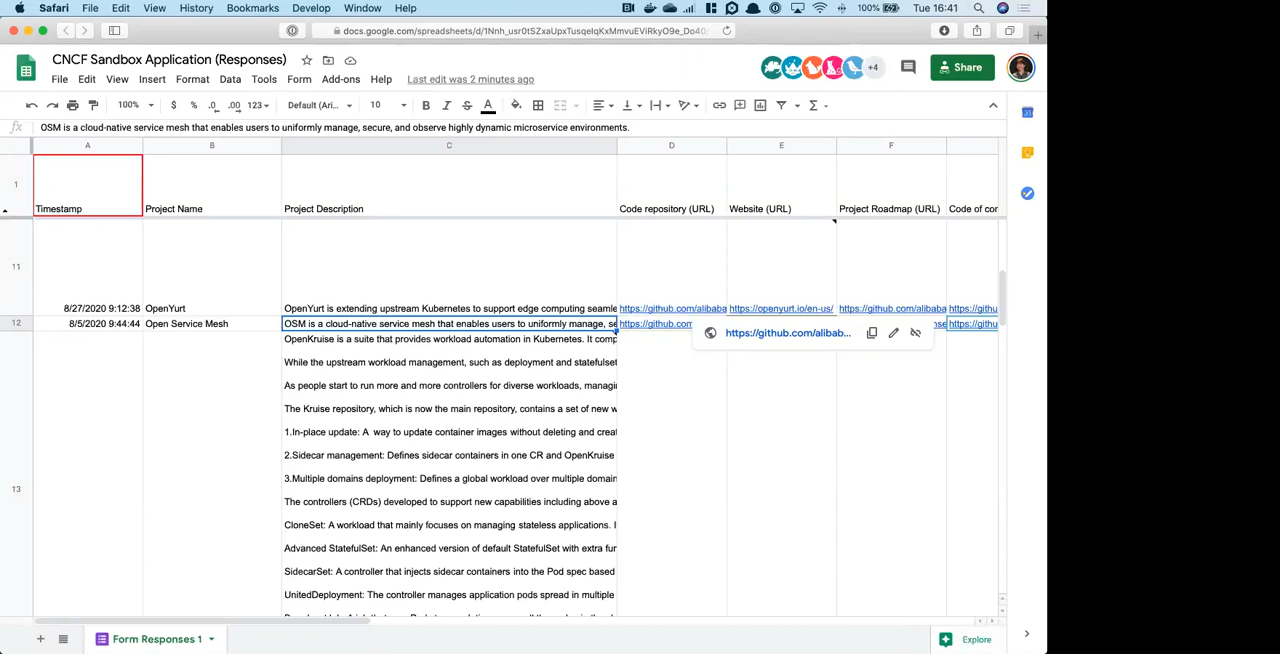 Safari File Edit View History Bookmarks Develop Window Help 100% Tue 16:41
docs.google.com/spreadsheets/d/1Nnh_usr0tSZxaUpxTusqeIqKxMmvuEViRkyO9e_Do40
CNCF Sandbox Application (Responses)
File Edit View Insert Format Data Tools Form Add-ons Help Last edit was 2 minutes ago
+4 Share
100% $ % .0 .00 123 Default (Ari... 10 B I S A
fx OSM is a cloud-native service mesh that enables users to uniformly manage, secure, and observe highly dynamic microservice environments.
A B C D E F
1 Timestamp Project Name Project Description Code repository (URL) Website (URL) Project Roadmap (URL) Code of con
11 8/27/2020 9:12:38 OpenYurt OpenYurt is extending upstream Kubernetes to support edge computing seamle https://github.com/alibaba https://openyurt.io/en-us/ https://github.com/alibaba https://githu
12 8/5/2020 9:44:44 Open Service Mesh OSM is a cloud-native service mesh that enables users to uniformly manage, se https://github.com nse https://githu
https://github.com/alibab...
13 OpenKruise is a suite that provides workload automation in Kubernetes. It comp
While the upstream workload management, such as deployment and statefulset
As people start to run more and more controllers for diverse workloads, managi
The Kruise repository, which is now the main repository, contains a set of new w
1.In-place update: A way to update container images without deleting and creat
2.Sidecar management: Defines sidecar containers in one CR and OpenKruise
3.Multiple domains deployment: Defines a global workload over multiple domain
The controllers (CRDs) developed to support new capabilities including above a
CloneSet: A workload that mainly focuses on managing stateless applications. I
Advanced StatefulSet: An enhanced version of default StatefulSet with extra fun
SidecarSet: A controller that injects sidecar containers into the Pod spec based
UnitedDeployment: The controller manages application pods spread in multiple
Form Responses 1 Explore